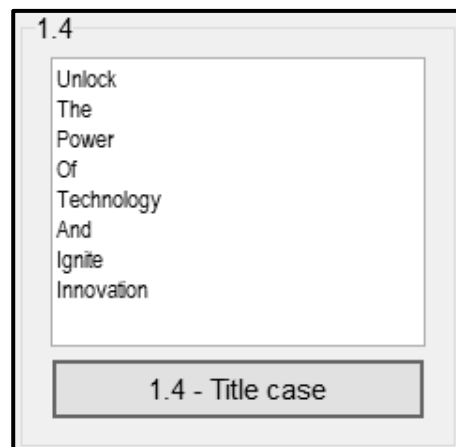 1.4
Unlock
The
Power
Of
Technology
And
Ignite
Innovation
1.4 - Title case